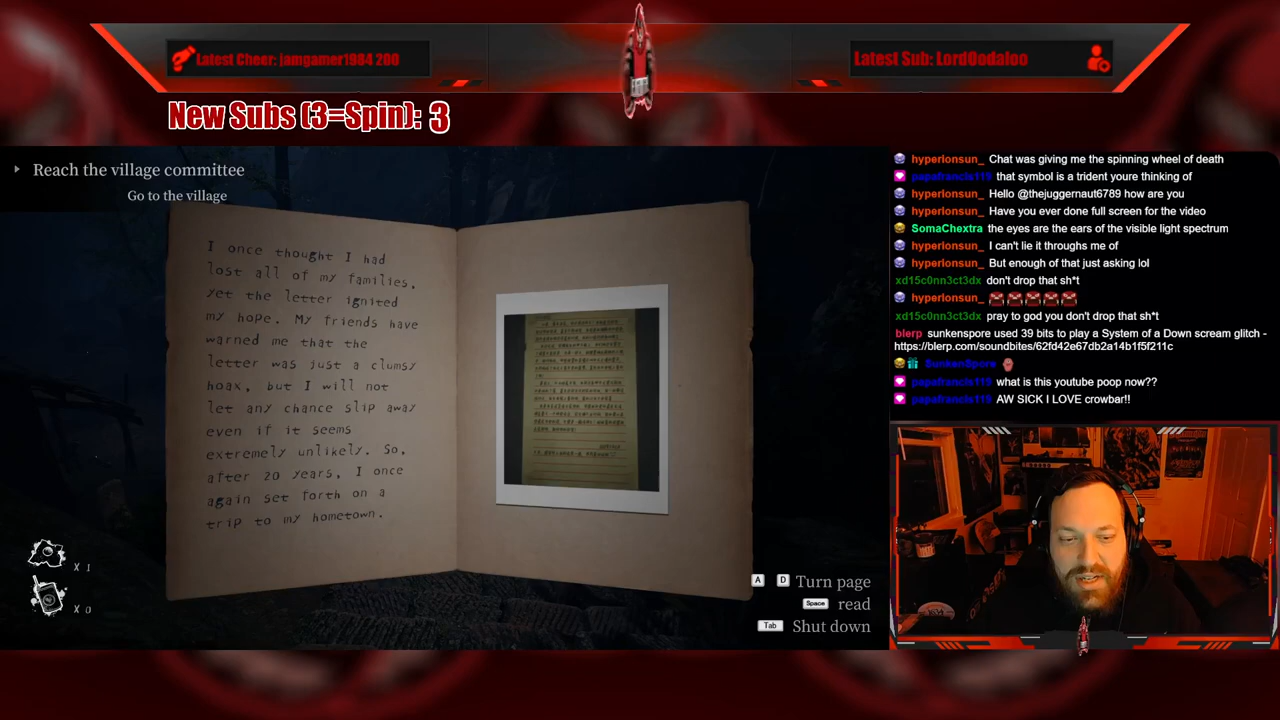 Latest Cheer: jamgamer1984 200
Latest Sub: LordOodaloo
New Subs (3=Spin): 3
Reach the village committee
Go to the village
I once thought I had
lost all of my families,
yet the letter ignited
my hope. My friends have
warned me that the
letter was just a clumsy
hoax, but I will not
let any chance slip away
even if it seems
extremely unlikely. So,
after 20 years, I once
again set forth on a
trip to my hometown.
X 1
X 0
A D Turn page
Space read
Tab Shut down
hyperionsun_ Chat was giving me the spinning wheel of death
papafrancis119 that symbol is a trident youre thinking of
hyperionsun_ Hello @thejuggernaut6789 how are you
hyperionsun_ Have you ever done full screen for the video
SomaChextra the eyes are the ears of the visible light spectrum
hyperionsun_ I can't lie it throughs me of
hyperionsun_ But enough of that just asking lol
xd15c0nn3ct3dx don't drop that sh*t
hyperionsun_
xd15c0nn3ct3dx pray to god you don't drop that sh*t
blerp sunkenspore used 39 bits to play a System of a Down scream glitch -
https://blerp.com/soundbites/62fd42e67db2a14b1f5f211c
SunkenSpore
papafrancis119 what is this youtube poop now??
papafrancis119 AW SICK I LOVE crowbar!!